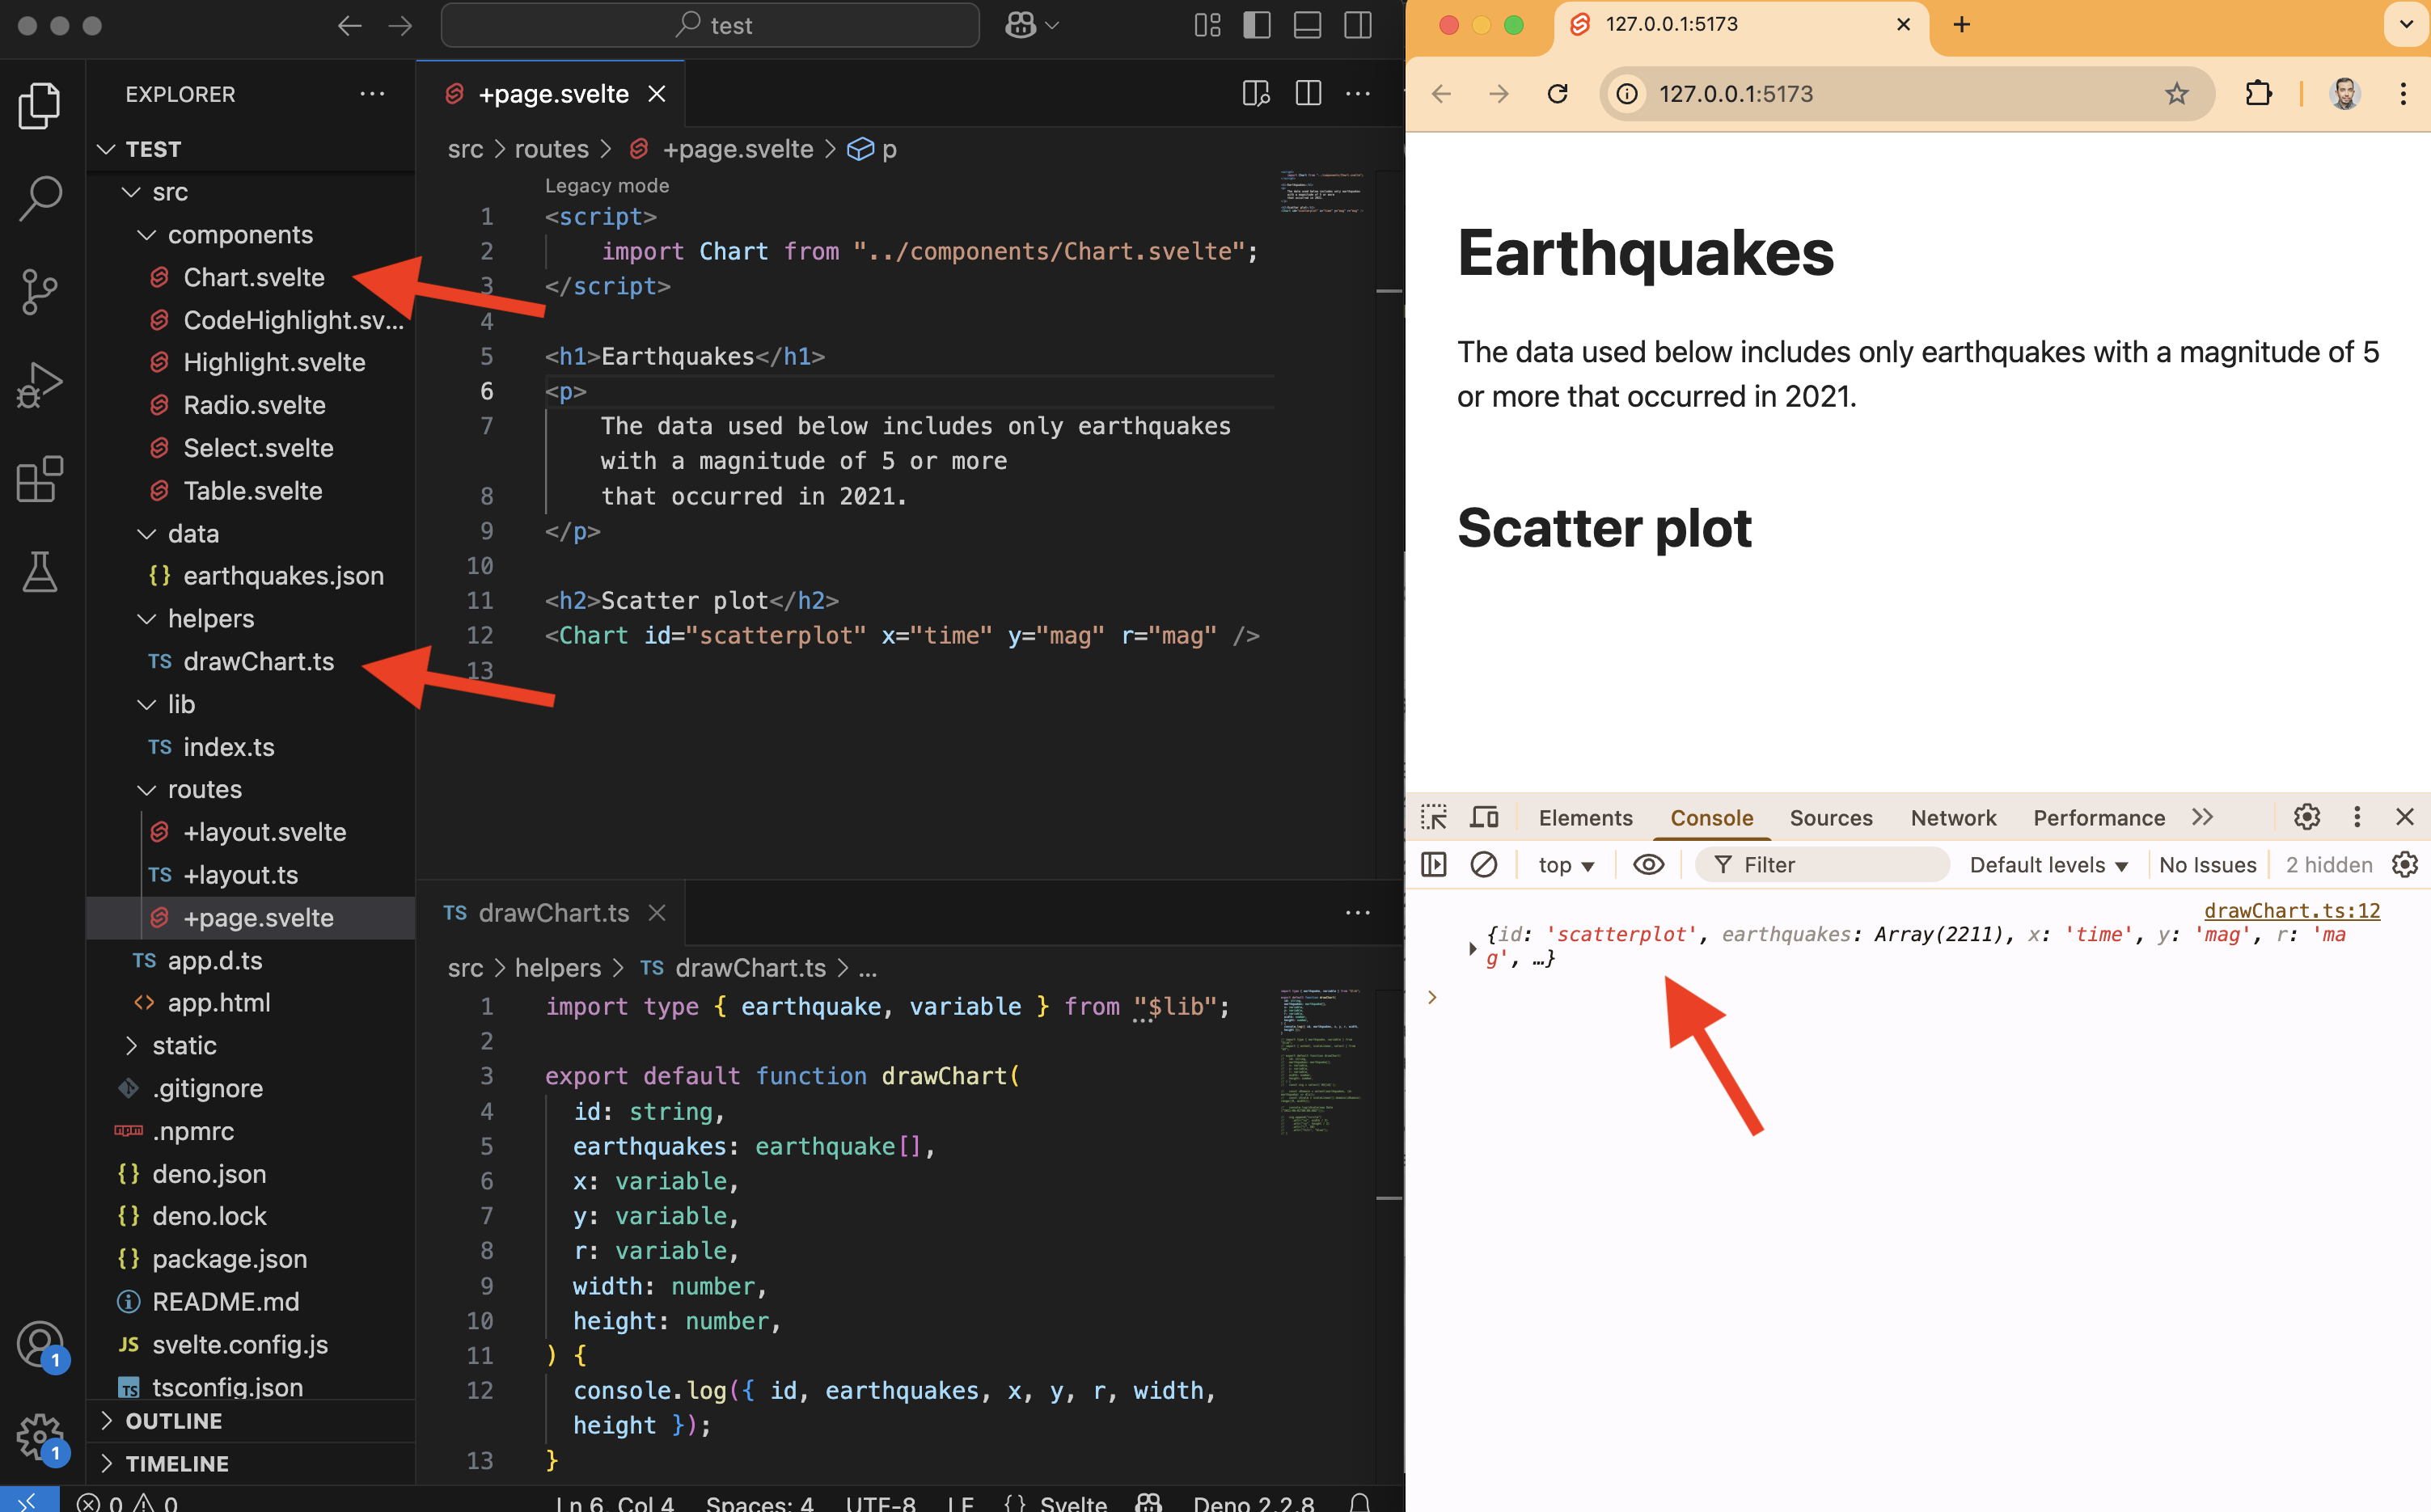 test
EXPLORER
TEST
src
components
Chart.svelte
CodeHighlight.sv...
Highlight.svelte
Radio.svelte
Select.svelte
Table.svelte
data
{} earthquakes.json
helpers
TS drawChart.ts
lib
TS index.ts
routes
+layout.svelte
TS +layout.ts
+page.svelte
TS app.d.ts
<> app.html
static
.gitignore
.npmrc
{} deno.json
{} deno.lock
{} package.json
README.md
JS svelte.config.js
TS tsconfig.json
OUTLINE
TIMELINE
1
1
0 0
+page.svelte
src > routes > +page.svelte > p
Legacy mode
1 <script>
2 import Chart from "../components/Chart.svelte";
3 </script>
4
5 <h1>Earthquakes</h1>
6 <p>
7 The data used below includes only earthquakes
with a magnitude of 5 or more
8 that occurred in 2021.
9 </p>
10
11 <h2>Scatter plot</h2>
12 <Chart id="scatterplot" x="time" y="mag" r="mag" />
13
TS drawChart.ts
src > helpers > TS drawChart.ts > ...
1 import type { earthquake, variable } from "$lib";
2
3 export default function drawChart(
4 id: string,
5 earthquakes: earthquake[],
6 x: variable,
7 y: variable,
8 r: variable,
9 width: number,
10 height: number,
11 ) {
12 console.log({ id, earthquakes, x, y, r, width,
height });
13 }
Ln 6, Col 4 Spaces: 4 UTF-8 LF {} Svelte Deno 2.2.8
127.0.0.1:5173
127.0.0.1:5173
Earthquakes
The data used below includes only earthquakes with a magnitude of 5
or more that occurred in 2021.
Scatter plot
Elements Console Sources Network Performance
top Filter Default levels No Issues 2 hidden
drawChart.ts:12
{id: 'scatterplot', earthquakes: Array(2211), x: 'time', y: 'mag', r: 'ma
g', …}